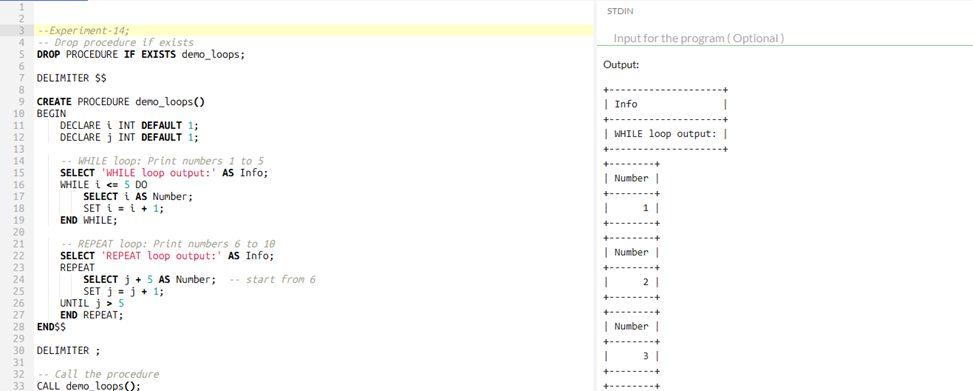 1
2
3 --Experiment-14;
4 -- Drop procedure if exists
5 DROP PROCEDURE IF EXISTS demo_loops;
6
7 DELIMITER $$
8
9 CREATE PROCEDURE demo_loops()
10 BEGIN
11     DECLARE i INT DEFAULT 1;
12     DECLARE j INT DEFAULT 1;
13
14     -- WHILE loop: Print numbers 1 to 5
15     SELECT 'WHILE loop output:' AS Info;
16     WHILE i <= 5 DO
17         SELECT i AS Number;
18         SET i = i + 1;
19     END WHILE;
20
21     -- REPEAT loop: Print numbers 6 to 10
22     SELECT 'REPEAT loop output:' AS Info;
23     REPEAT
24         SELECT j + 5 AS Number;  -- start from 6
25         SET j = j + 1;
26     UNTIL j > 5
27     END REPEAT;
28 END$$
29
30 DELIMITER ;
31
32 -- Call the procedure
33 CALL demo_loops();
STDIN
Input for the program ( Optional )
Output:
+--------------------+
| Info               |
+--------------------+
| WHILE loop output: |
+--------------------+
+--------+
| Number |
+--------+
|      1 |
+--------+
+--------+
| Number |
+--------+
|      2 |
+--------+
+--------+
| Number |
+--------+
|      3 |
+--------+
+--------+